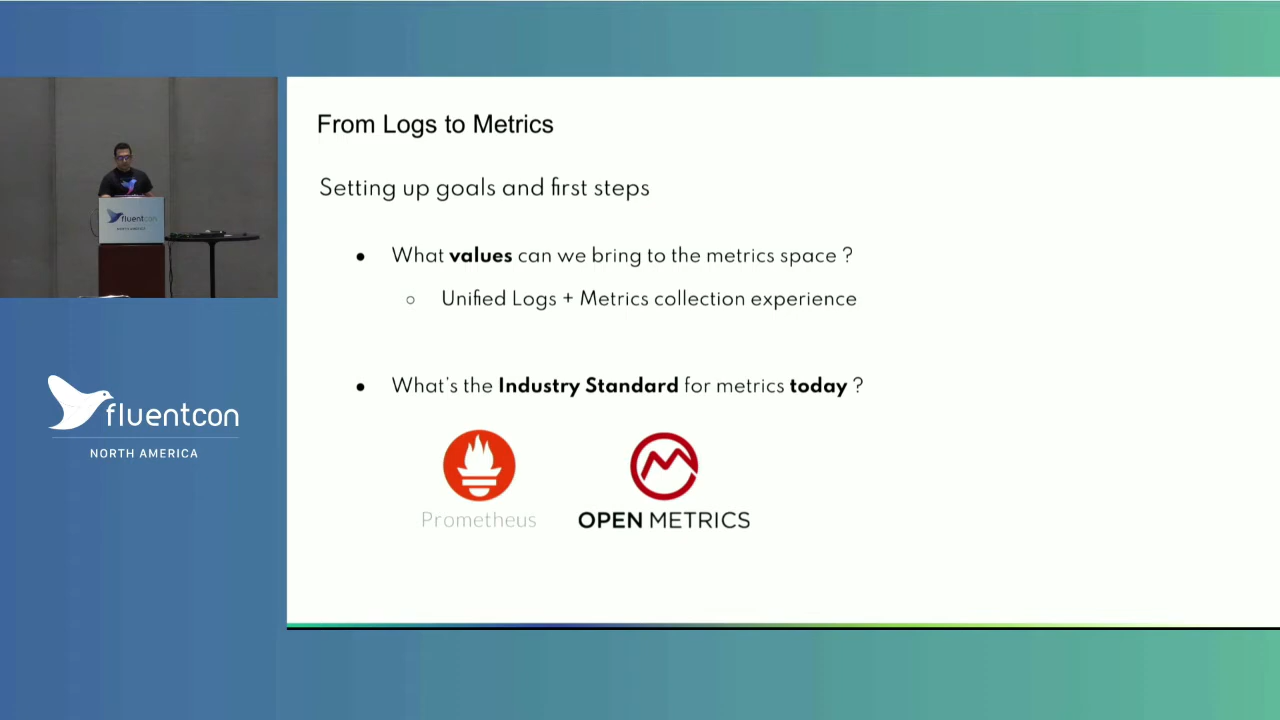 From Logs to Metrics
Setting up goals and first steps
● What values can we bring to the metrics space ?
○ Unified Logs + Metrics collection experience
● What's the Industry Standard for metrics today ?
Prometheus
OPEN METRICS
fluentcon
fluentcon
NORTH AMERICA